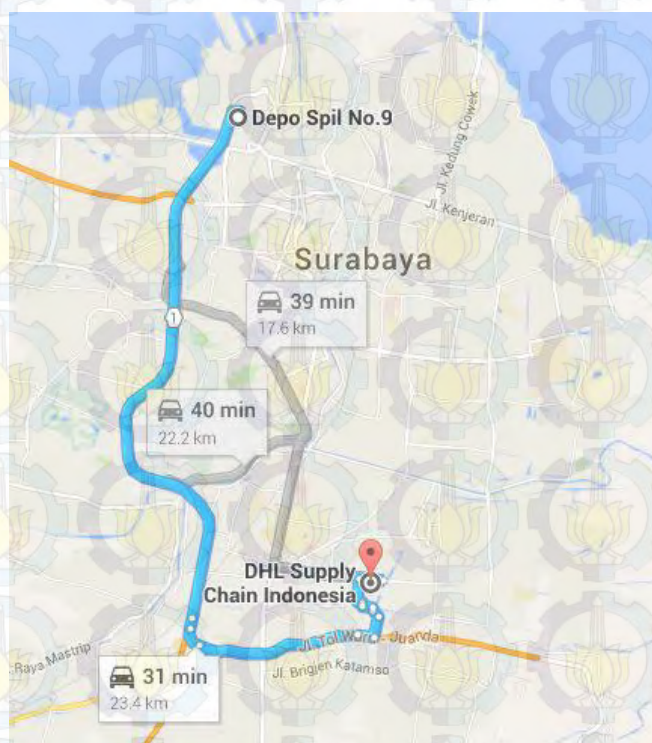 Depo Spil No.9
Jl. Kedung Cowek
Jl. Kenjeran
Surabaya
39 min
17.6 km
1
40 min
22.2 km
DHL Supply
Chain Indonesia
Jl. Tol Waru - Juanda
Raya Mastrip
Jl. Brigjen Katamso
31 min
23.4 km